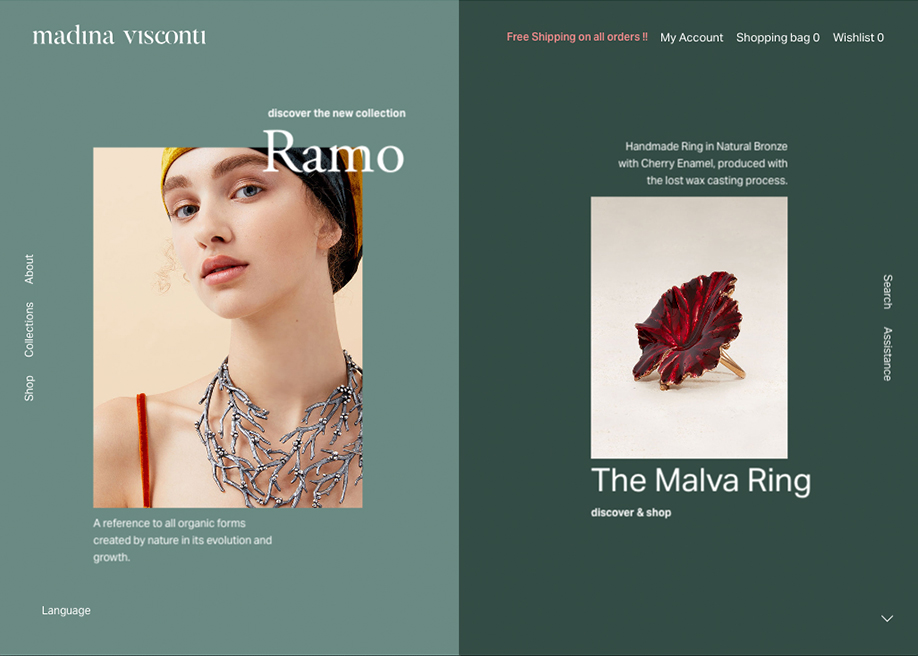 madina visconti
Free Shipping on all orders !!
My Account
Shopping bag 0
Wishlist 0
discover the new collection
Ramo
A reference to all organic forms
created by nature in its evolution and
growth.
About
Collections
Shop
Language
Handmade Ring in Natural Bronze
with Cherry Enamel, produced with
the lost wax casting process.
The Malva Ring
discover & shop
Search
Assistance